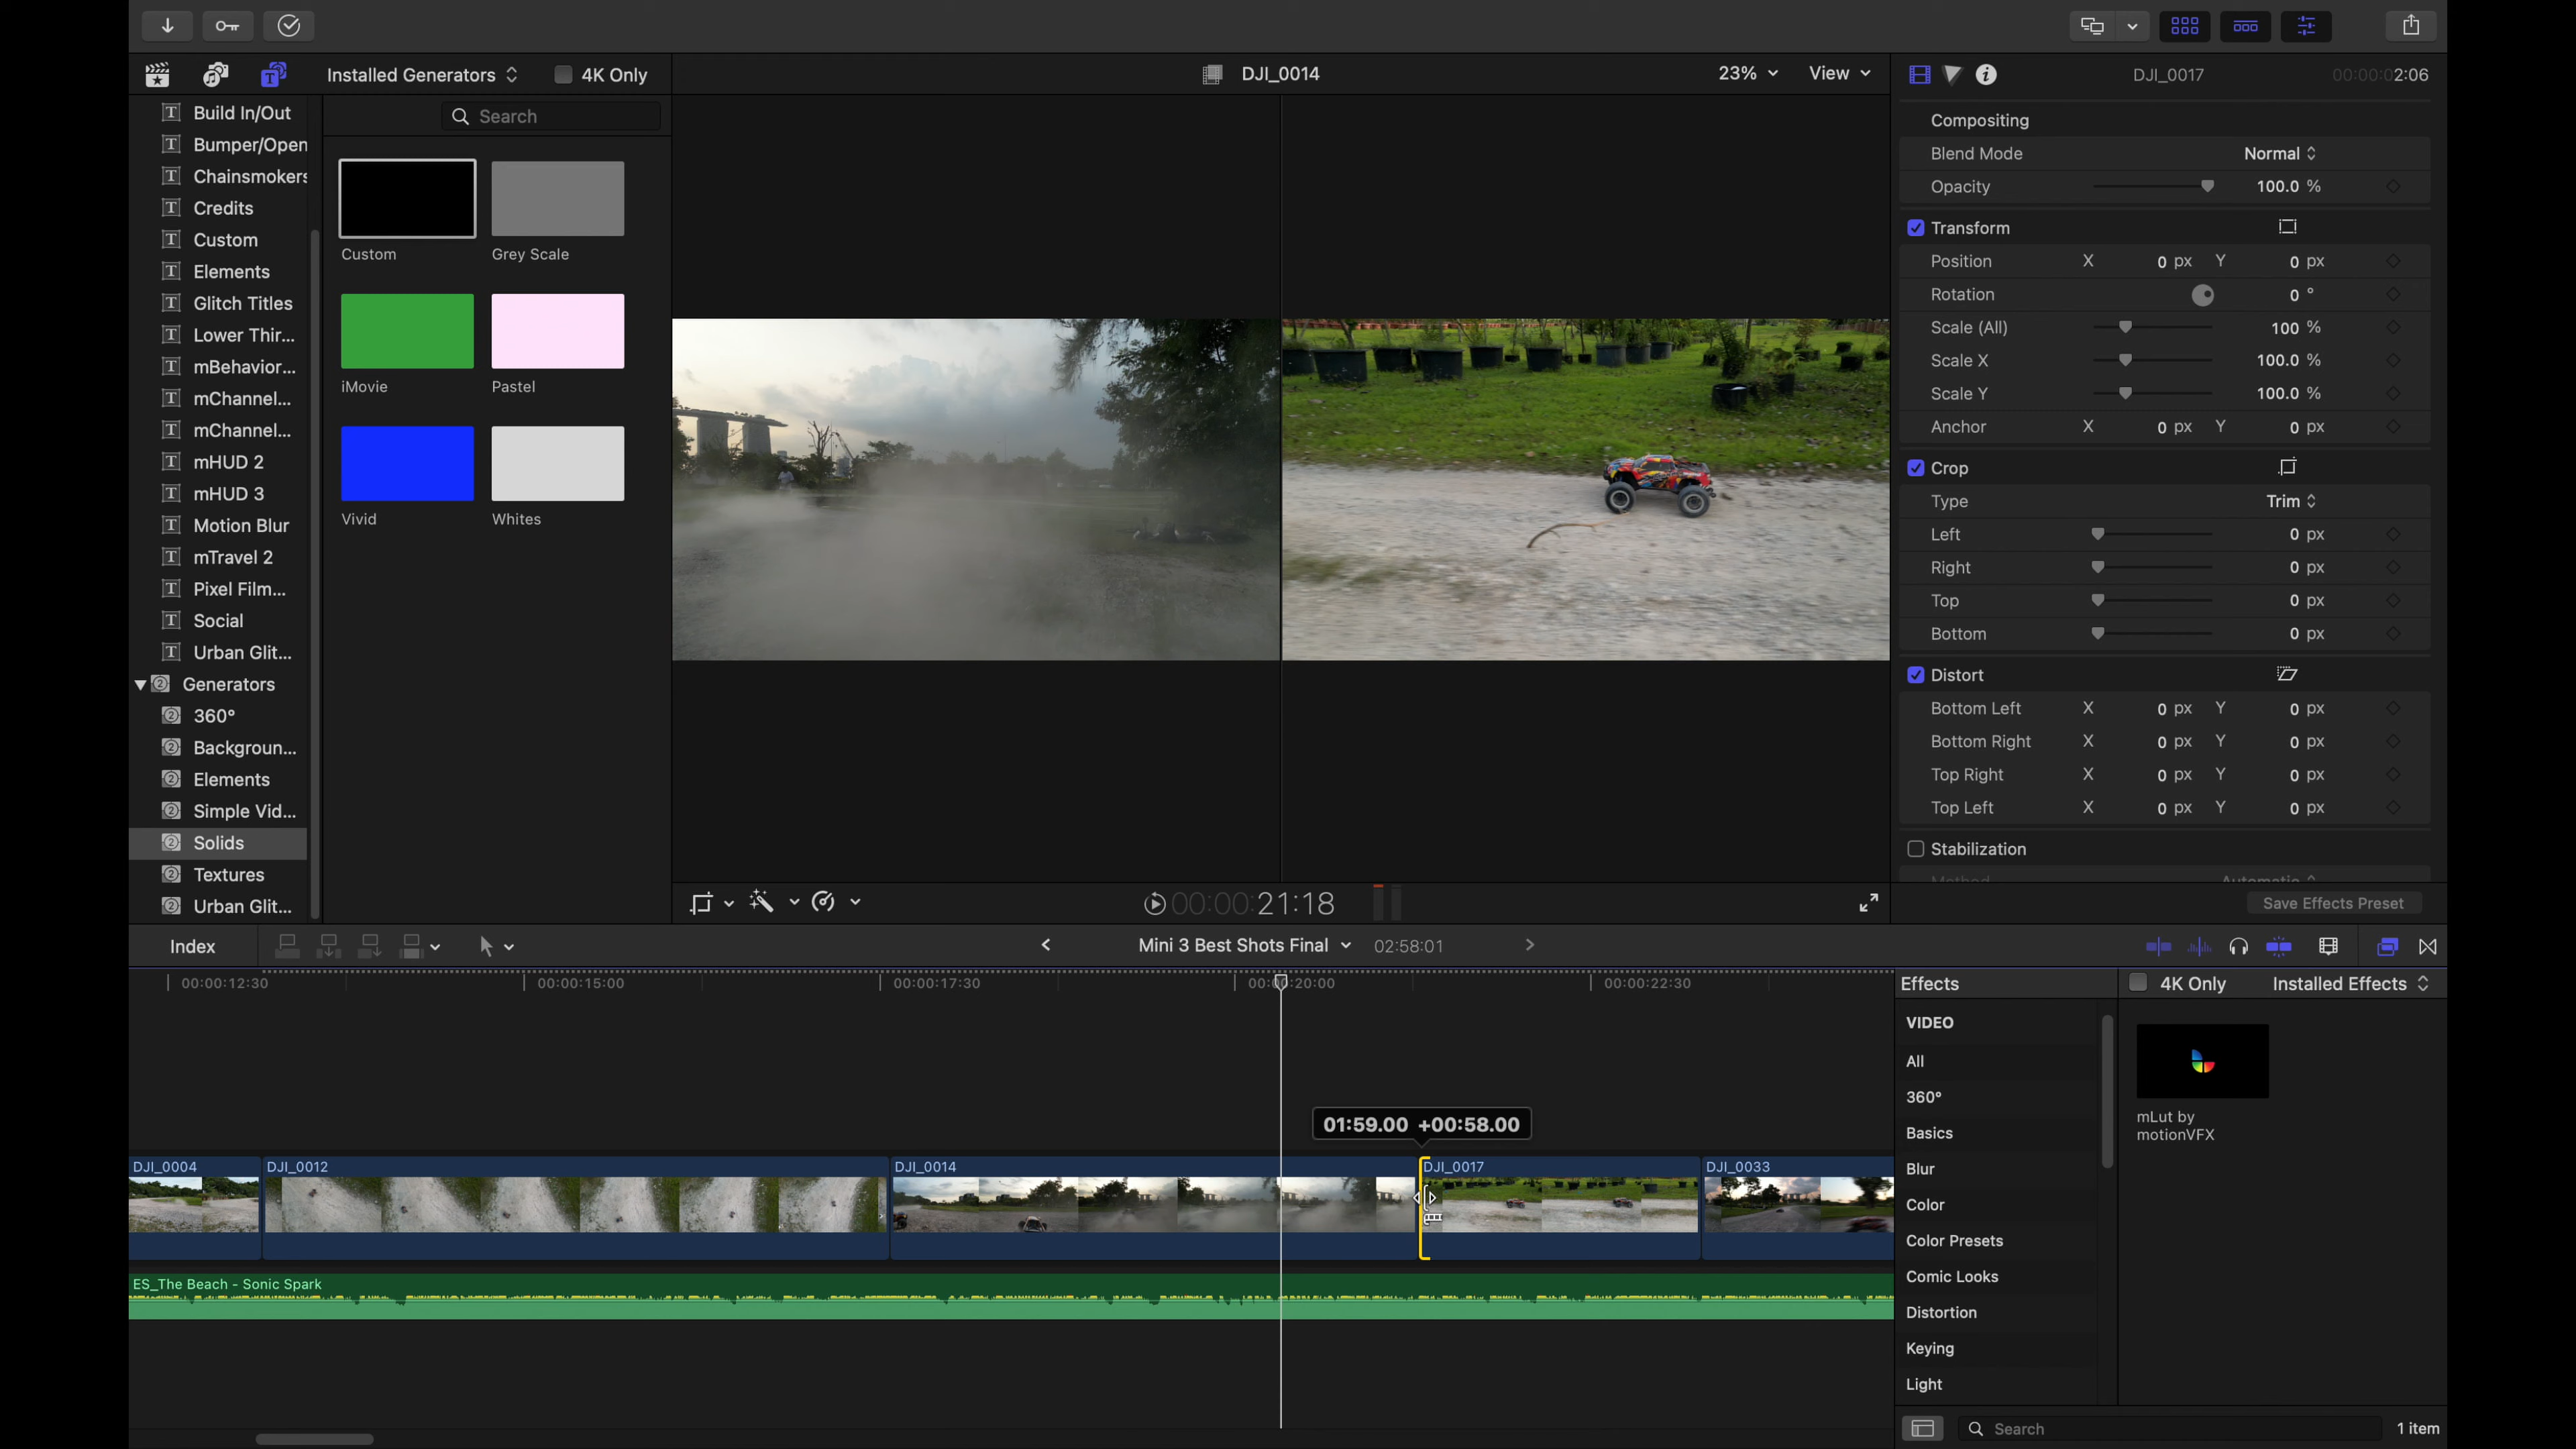 Installed Generators
4K Only
DJI_0014
23%
View
DJI_0017
00:00:02:06
Build In/Out
Bumper/Open
Chainsmokers
Credits
Custom
Elements
Glitch Titles
Lower Thir...
mBehavior...
mChannel...
mChannel...
mHUD 2
mHUD 3
Motion Blur
mTravel 2
Pixel Film...
Social
Urban Glit...
Generators
360°
Backgroun...
Elements
Simple Vid...
Solids
Textures
Urban Glit...
Search
Custom
Grey Scale
iMovie
Pastel
Vivid
Whites
Compositing
Blend Mode Normal
Opacity 100.0 %
Transform
Position X 0 px Y 0 px
Rotation 0 °
Scale (All) 100 %
Scale X 100.0 %
Scale Y 100.0 %
Anchor X 0 px Y 0 px
Crop
Type Trim
Left 0 px
Right 0 px
Top 0 px
Bottom 0 px
Distort
Bottom Left X 0 px Y 0 px
Bottom Right X 0 px Y 0 px
Top Right X 0 px Y 0 px
Top Left X 0 px Y 0 px
Stabilization
Method Automatic
Save Effects Preset
00:00:21:18
Index
Mini 3 Best Shots Final
02:58:01
00:00:12:30
00:00:15:00
00:00:17:30
00:00:20:00
00:00:22:30
01:59.00 +00:58.00
DJI_0004
DJI_0012
DJI_0014
DJI_0017
DJI_0033
ES_The Beach - Sonic Spark
Effects
4K Only
Installed Effects
VIDEO
All
360°
Basics
Blur
Color
Color Presets
Comic Looks
Distortion
Keying
Light
mLut by
motionVFX
Search
1 item